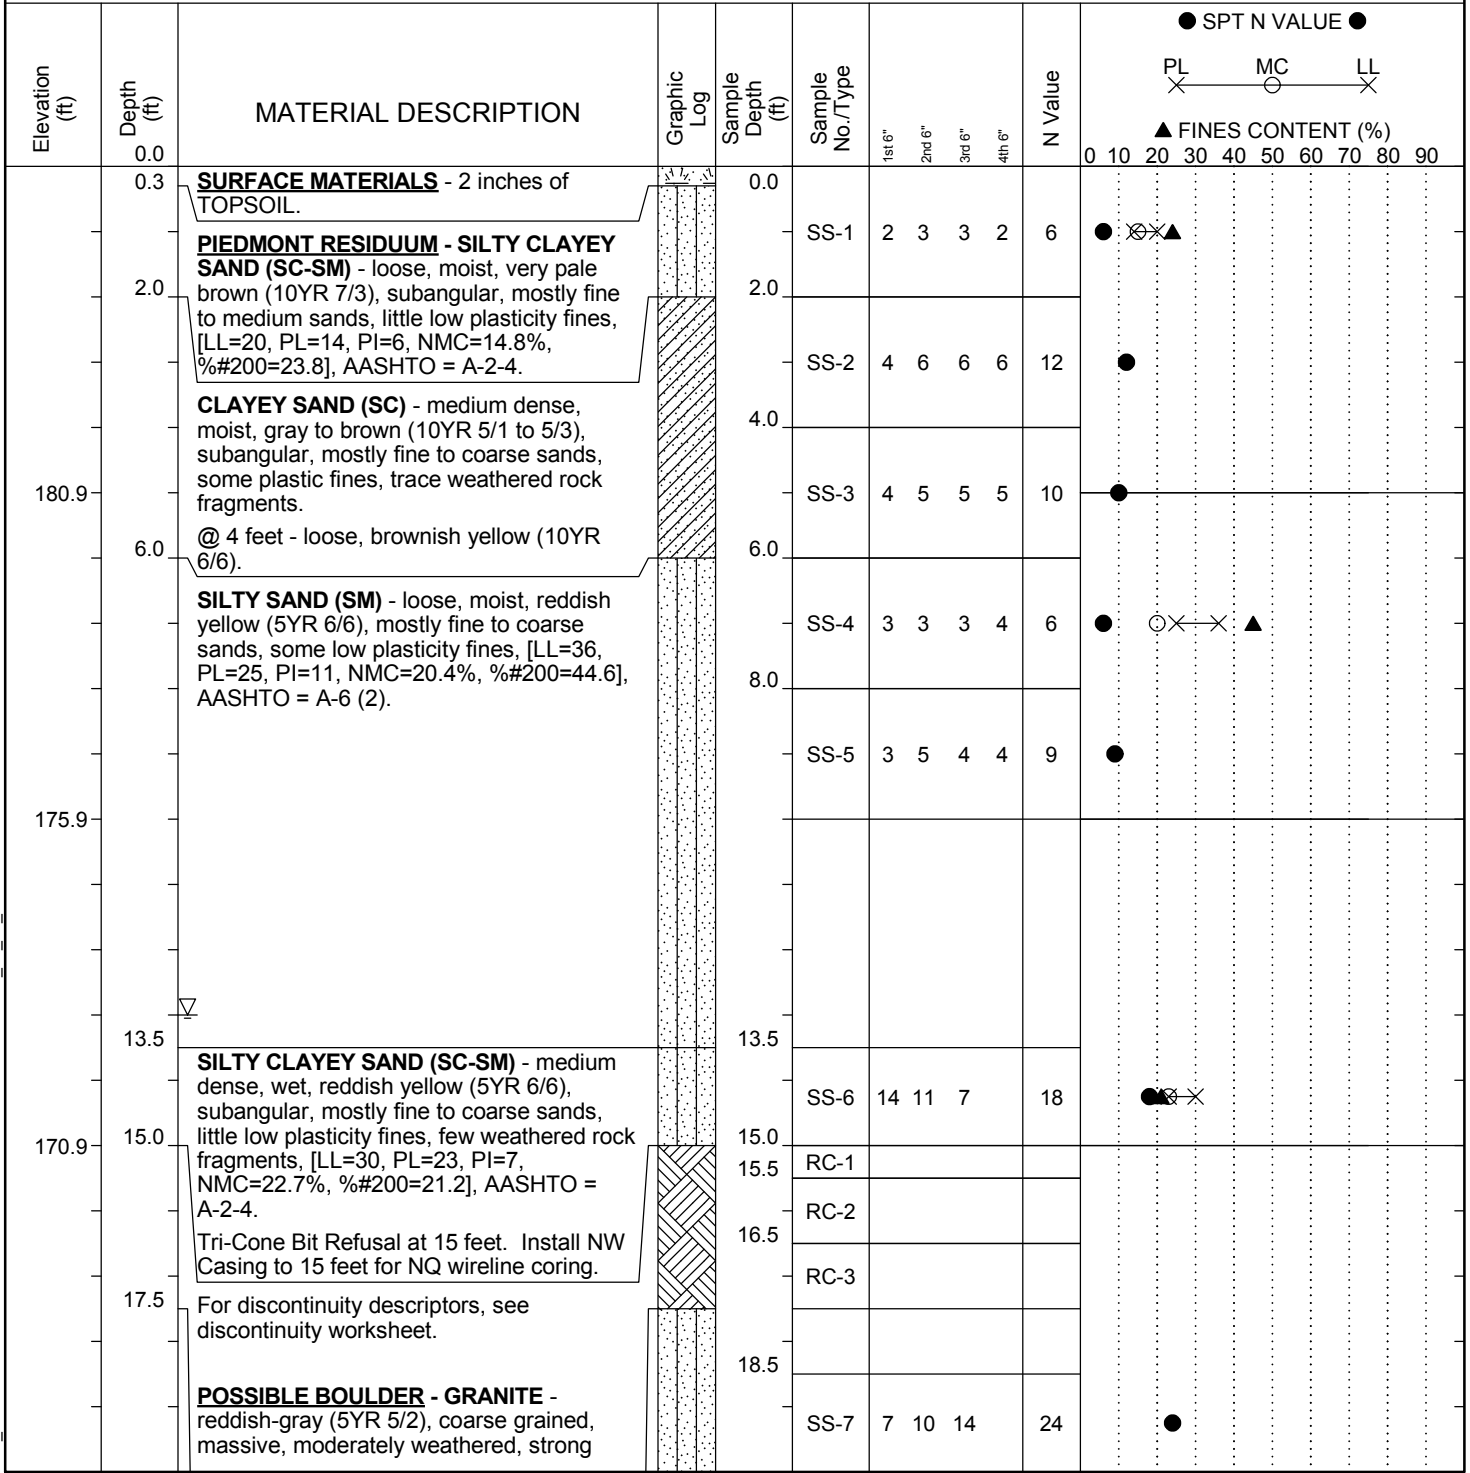 ● SPT N VALUE ●
PL MC LL
▲ FINES CONTENT (%)
0 10 20 30 40 50 60 70 80 90
Elevation (ft)
Depth (ft)
0.0
MATERIAL DESCRIPTION
Graphic Log
Sample Depth (ft)
Sample No./Type
1st 6"
2nd 6"
3rd 6"
4th 6"
N Value
0.3 SURFACE MATERIALS - 2 inches of 0.0
TOPSOIL.
SS-1 2 3 3 2 6
PIEDMONT RESIDUUM - SILTY CLAYEY
SAND (SC-SM) - loose, moist, very pale
2.0 brown (10YR 7/3), subangular, mostly fine 2.0
to medium sands, little low plasticity fines,
[LL=20, PL=14, PI=6, NMC=14.8%,
%#200=23.8], AASHTO = A-2-4.
SS-2 4 6 6 6 12
CLAYEY SAND (SC) - medium dense,
moist, gray to brown (10YR 5/1 to 5/3), 4.0
subangular, mostly fine to coarse sands,
some plastic fines, trace weathered rock
180.9 fragments. SS-3 4 5 5 5 10
@ 4 feet - loose, brownish yellow (10YR
6.0 6/6). 6.0
SILTY SAND (SM) - loose, moist, reddish
yellow (5YR 6/6), mostly fine to coarse SS-4 3 3 3 4 6
sands, some low plasticity fines, [LL=36,
PL=25, PI=11, NMC=20.4%, %#200=44.6],
AASHTO = A-6 (2). 8.0
SS-5 3 5 4 4 9
175.9
13.5 13.5
SILTY CLAYEY SAND (SC-SM) - medium
dense, wet, reddish yellow (5YR 6/6),
subangular, mostly fine to coarse sands, SS-6 14 11 7 18
little low plasticity fines, few weathered rock
170.9 15.0 fragments, [LL=30, PL=23, PI=7, 15.0
NMC=22.7%, %#200=21.2], AASHTO = 15.5 RC-1
A-2-4.
RC-2
Tri-Cone Bit Refusal at 15 feet. Install NW 16.5
Casing to 15 feet for NQ wireline coring. RC-3
17.5 For discontinuity descriptors, see
discontinuity worksheet.
18.5
POSSIBLE BOULDER - GRANITE -
reddish-gray (5YR 5/2), coarse grained, SS-7 7 10 14 24
massive, moderately weathered, strong